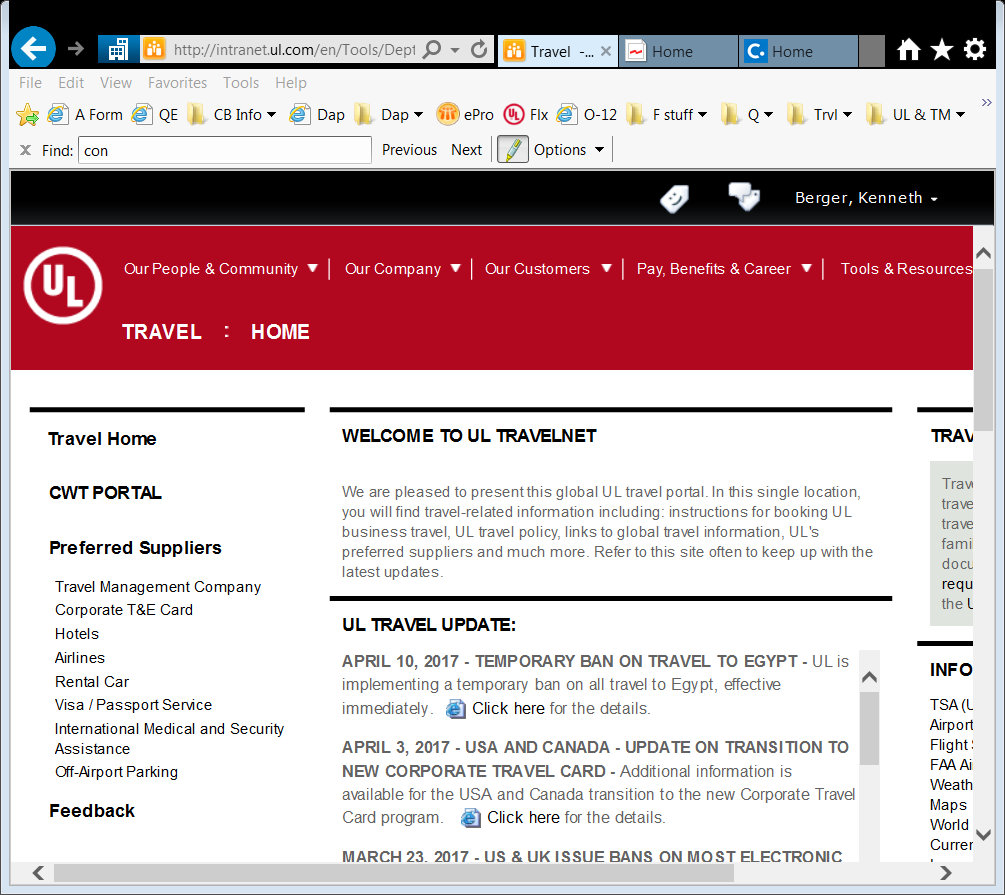 http://intranet.ul.com/en/Tools/Dept
Travel -...
Home
Home
File Edit View Favorites Tools Help
A Form QE CB Info Dap Dap ePro Flx O-12 F stuff Q Trvl UL & TM
Find: con Previous Next Options
Berger, Kenneth
UL
Our People & Community Our Company Our Customers Pay, Benefits & Career Tools & Resources
TRAVEL : HOME
Travel Home
CWT PORTAL
Preferred Suppliers
Travel Management Company
Corporate T&E Card
Hotels
Airlines
Rental Car
Visa / Passport Service
International Medical and Security
Assistance
Off-Airport Parking
Feedback
WELCOME TO UL TRAVELNET
We are pleased to present this global UL travel portal. In this single location,
you will find travel-related information including: instructions for booking UL
business travel, UL travel policy, links to global travel information, UL's
preferred suppliers and much more. Refer to this site often to keep up with the
latest updates.
UL TRAVEL UPDATE:
APRIL 10, 2017 - TEMPORARY BAN ON TRAVEL TO EGYPT - UL is
implementing a temporary ban on all travel to Egypt, effective
immediately. Click here for the details.
APRIL 3, 2017 - USA AND CANADA - UPDATE ON TRANSITION TO
NEW CORPORATE TRAVEL CARD - Additional information is
available for the USA and Canada transition to the new Corporate Travel
Card program. Click here for the details.
MARCH 23, 2017 - US & UK ISSUE BANS ON MOST ELECTRONIC
TRAV
Trav
trave
trave
fami
docu
requ
the U
INFO
TSA (U
Airport
Flight
FAA Ai
Weath
Maps
World
Curren